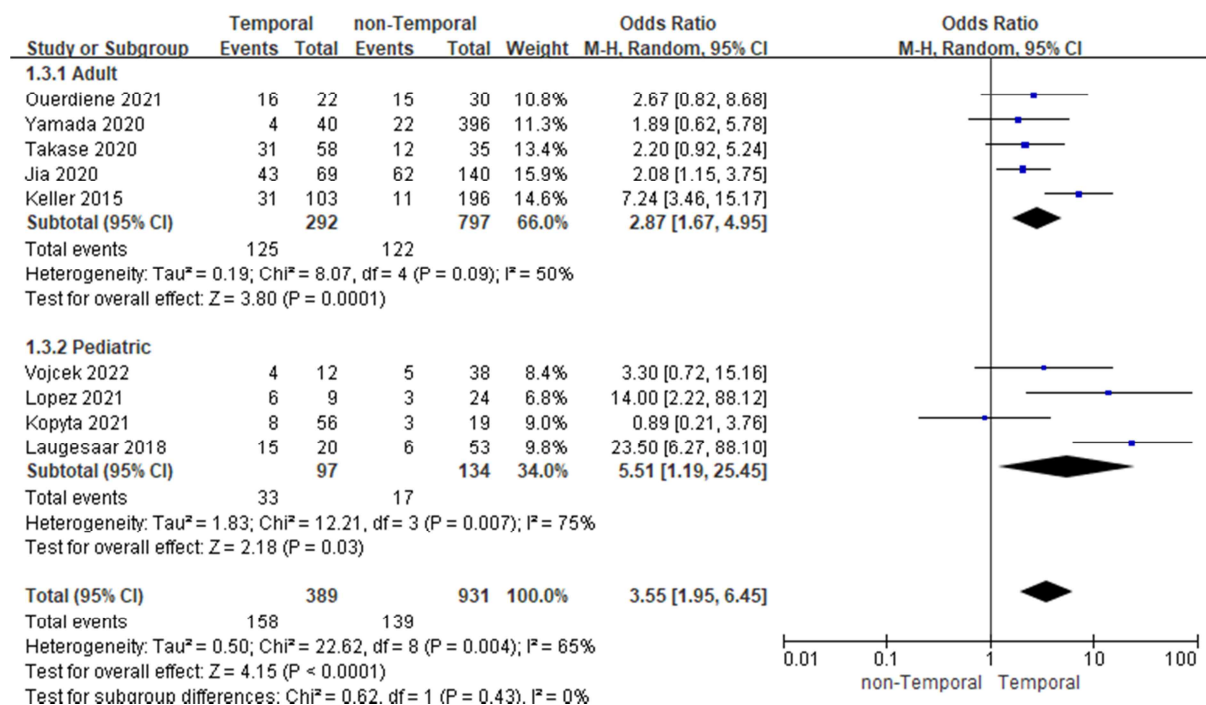 Temporal non-Temporal Odds Ratio Odds Ratio
Study or Subgroup Events Total Events Total Weight M-H, Random, 95% CI M-H, Random, 95% CI
1.3.1 Adult
Ouerdiene 2021 16 22 15 30 10.8% 2.67 [0.82, 8.68]
Yamada 2020 4 40 22 396 11.3% 1.89 [0.62, 5.78]
Takase 2020 31 58 12 35 13.4% 2.20 [0.92, 5.24]
Jia 2020 43 69 62 140 15.9% 2.08 [1.15, 3.75]
Keller 2015 31 103 11 196 14.6% 7.24 [3.46, 15.17]
Subtotal (95% CI) 292 797 66.0% 2.87 [1.67, 4.95]
Total events 125 122
Heterogeneity: Tau² = 0.19; Chi² = 8.07, df = 4 (P = 0.09); I² = 50%
Test for overall effect: Z = 3.80 (P = 0.0001)
1.3.2 Pediatric
Vojcek 2022 4 12 5 38 8.4% 3.30 [0.72, 15.16]
Lopez 2021 6 9 3 24 6.8% 14.00 [2.22, 88.12]
Kopyta 2021 8 56 3 19 9.0% 0.89 [0.21, 3.76]
Laugesaar 2018 15 20 6 53 9.8% 23.50 [6.27, 88.10]
Subtotal (95% CI) 97 134 34.0% 5.51 [1.19, 25.45]
Total events 33 17
Heterogeneity: Tau² = 1.83; Chi² = 12.21, df = 3 (P = 0.007); I² = 75%
Test for overall effect: Z = 2.18 (P = 0.03)
Total (95% CI) 389 931 100.0% 3.55 [1.95, 6.45]
Total events 158 139
Heterogeneity: Tau² = 0.50; Chi² = 22.62, df = 8 (P = 0.004); I² = 65%
Test for overall effect: Z = 4.15 (P < 0.0001)
Test for subgroup differences: Chi² = 0.62, df = 1 (P = 0.43), I² = 0%
0.01 0.1 1 10 100
non-Temporal Temporal